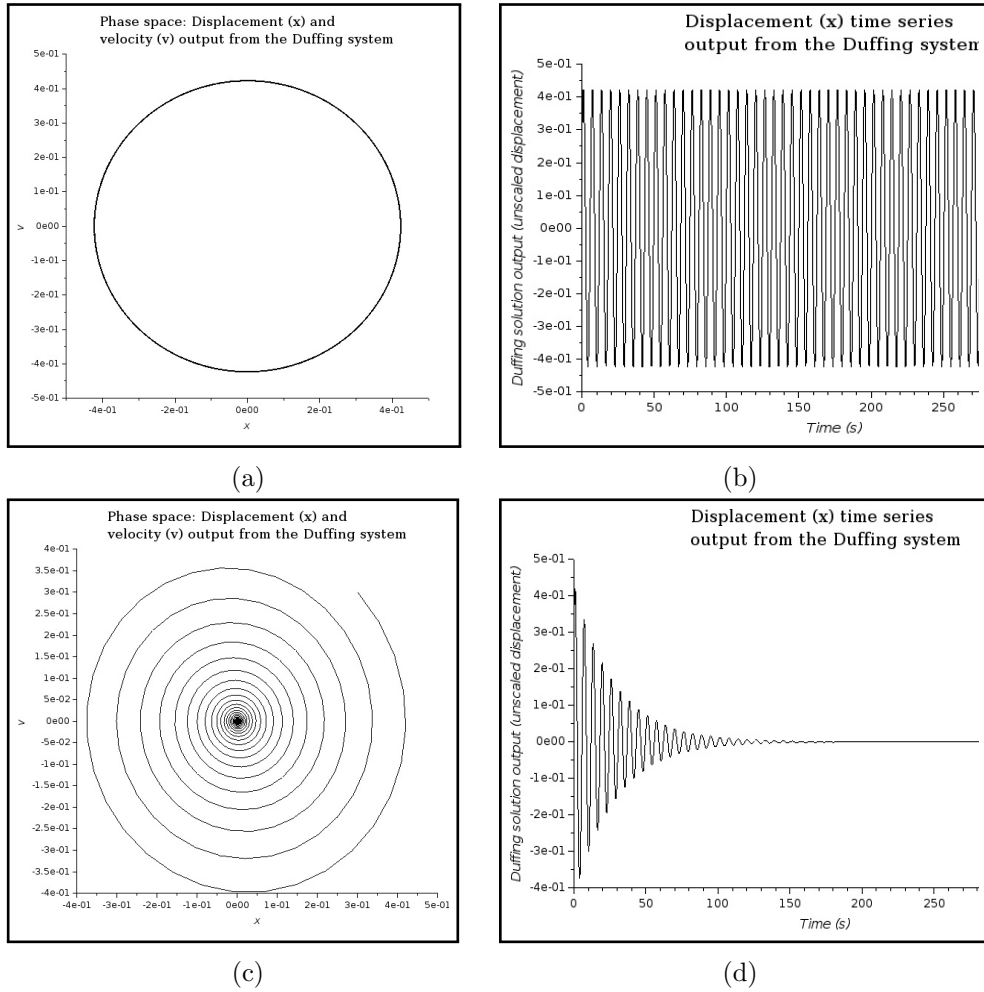 Phase space: Displacement (x) and
velocity (v) output from the Duffing system
5e-01
4e-01
3e-01
2e-01
1e-01
0e00
-1e-01
-2e-01
-3e-01
-4e-01
-5e-01
v
-4e-01 -2e-01 0e00 2e-01 4e-01
x
(a)
Displacement (x) time series
output from the Duffing system
Duffing solution output (unscaled displacement)
5e-01
4e-01
3e-01
2e-01
1e-01
0e00
-1e-01
-2e-01
-3e-01
-4e-01
-5e-01
0 50 100 150 200 250
Time (s)
(b)
Phase space: Displacement (x) and
velocity (v) output from the Duffing system
4e-01
3.5e-01
3e-01
2.5e-01
2e-01
1.5e-01
1e-01
5e-02
0e00
-5e-02
-1e-01
-1.5e-01
-2e-01
-2.5e-01
-3e-01
-3.5e-01
-4e-01
v
-4e-01 -3e-01 -2e-01 -1e-01 0e00 1e-01 2e-01 3e-01 4e-01 5e-01
x
(c)
Displacement (x) time series
output from the Duffing system
Duffing solution output (unscaled displacement)
5e-01
4e-01
3e-01
2e-01
1e-01
0e00
-1e-01
-2e-01
-3e-01
-4e-01
0 50 100 150 200 250
Time (s)
(d)